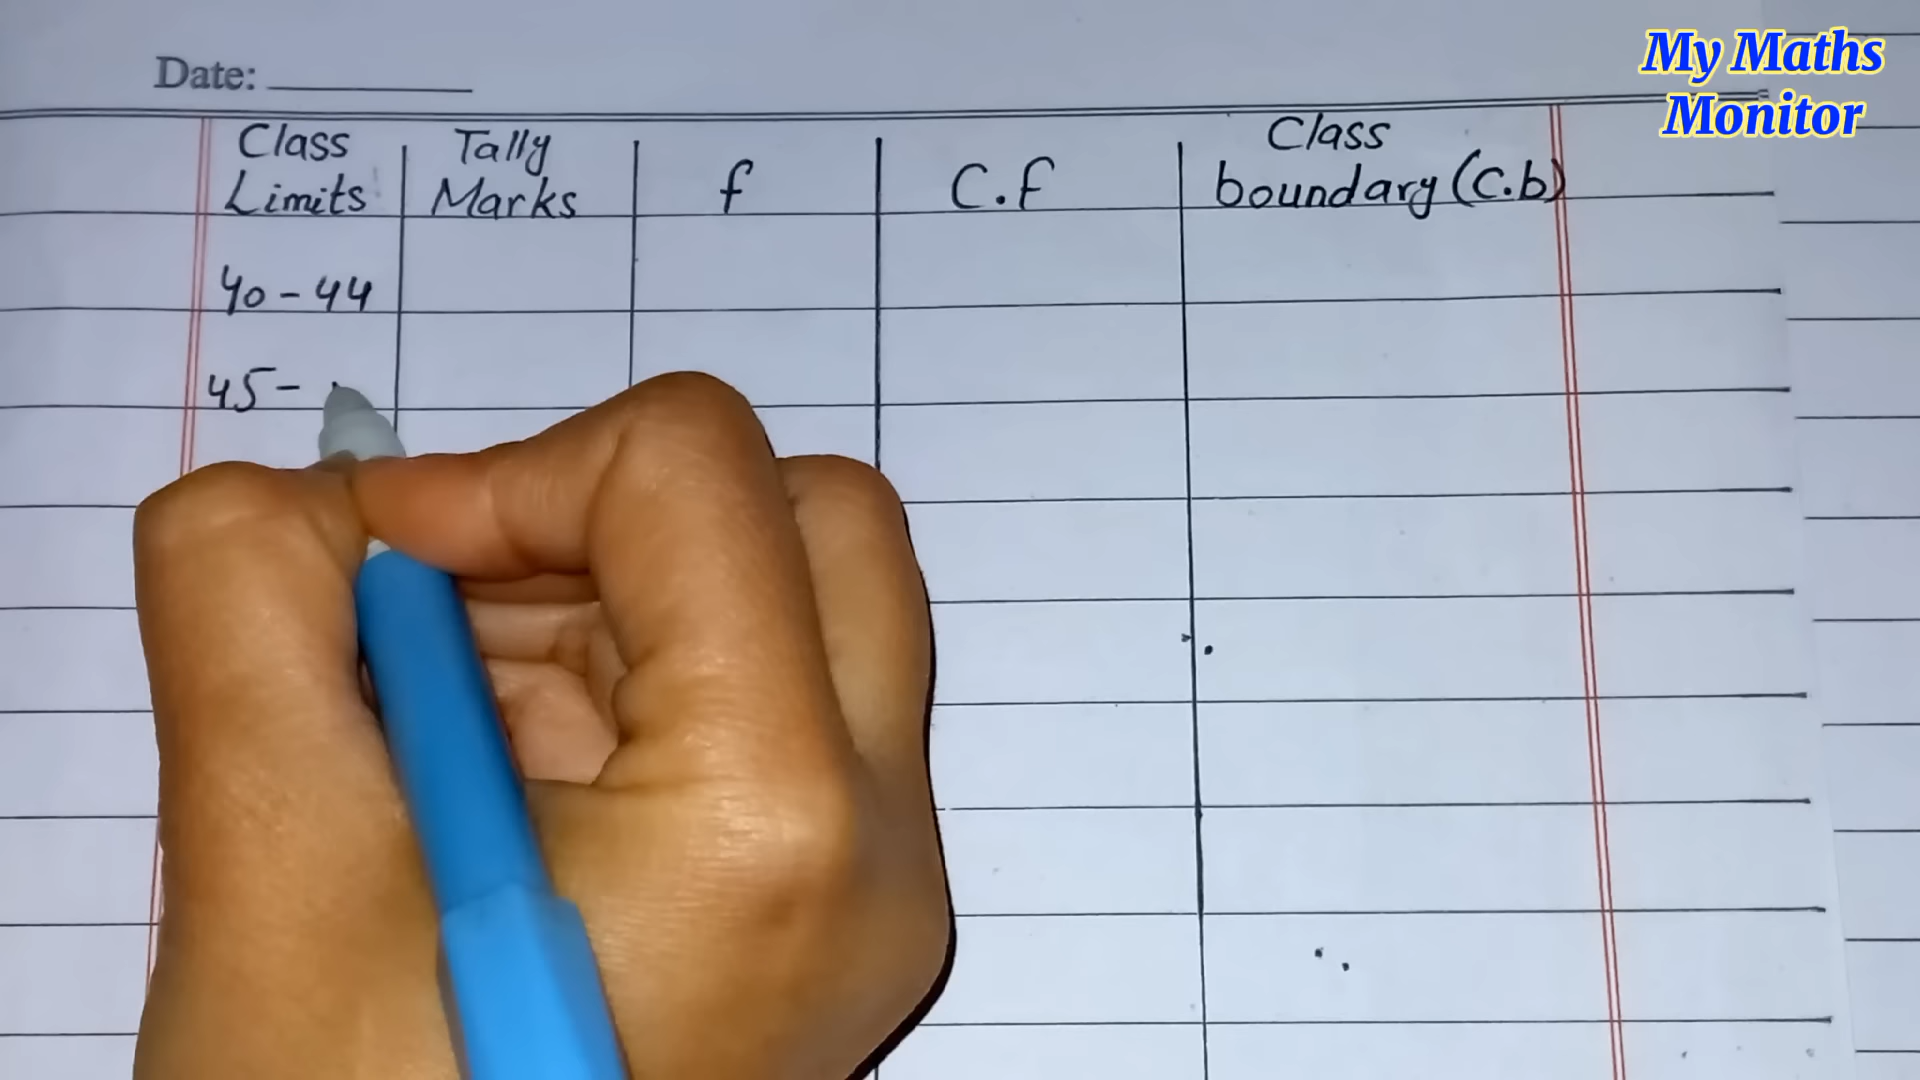 My Maths
Monitor
Date:
Class Limits
Tally Marks
f
C.F
Class boundary (C.b)
40 - 44
45 -